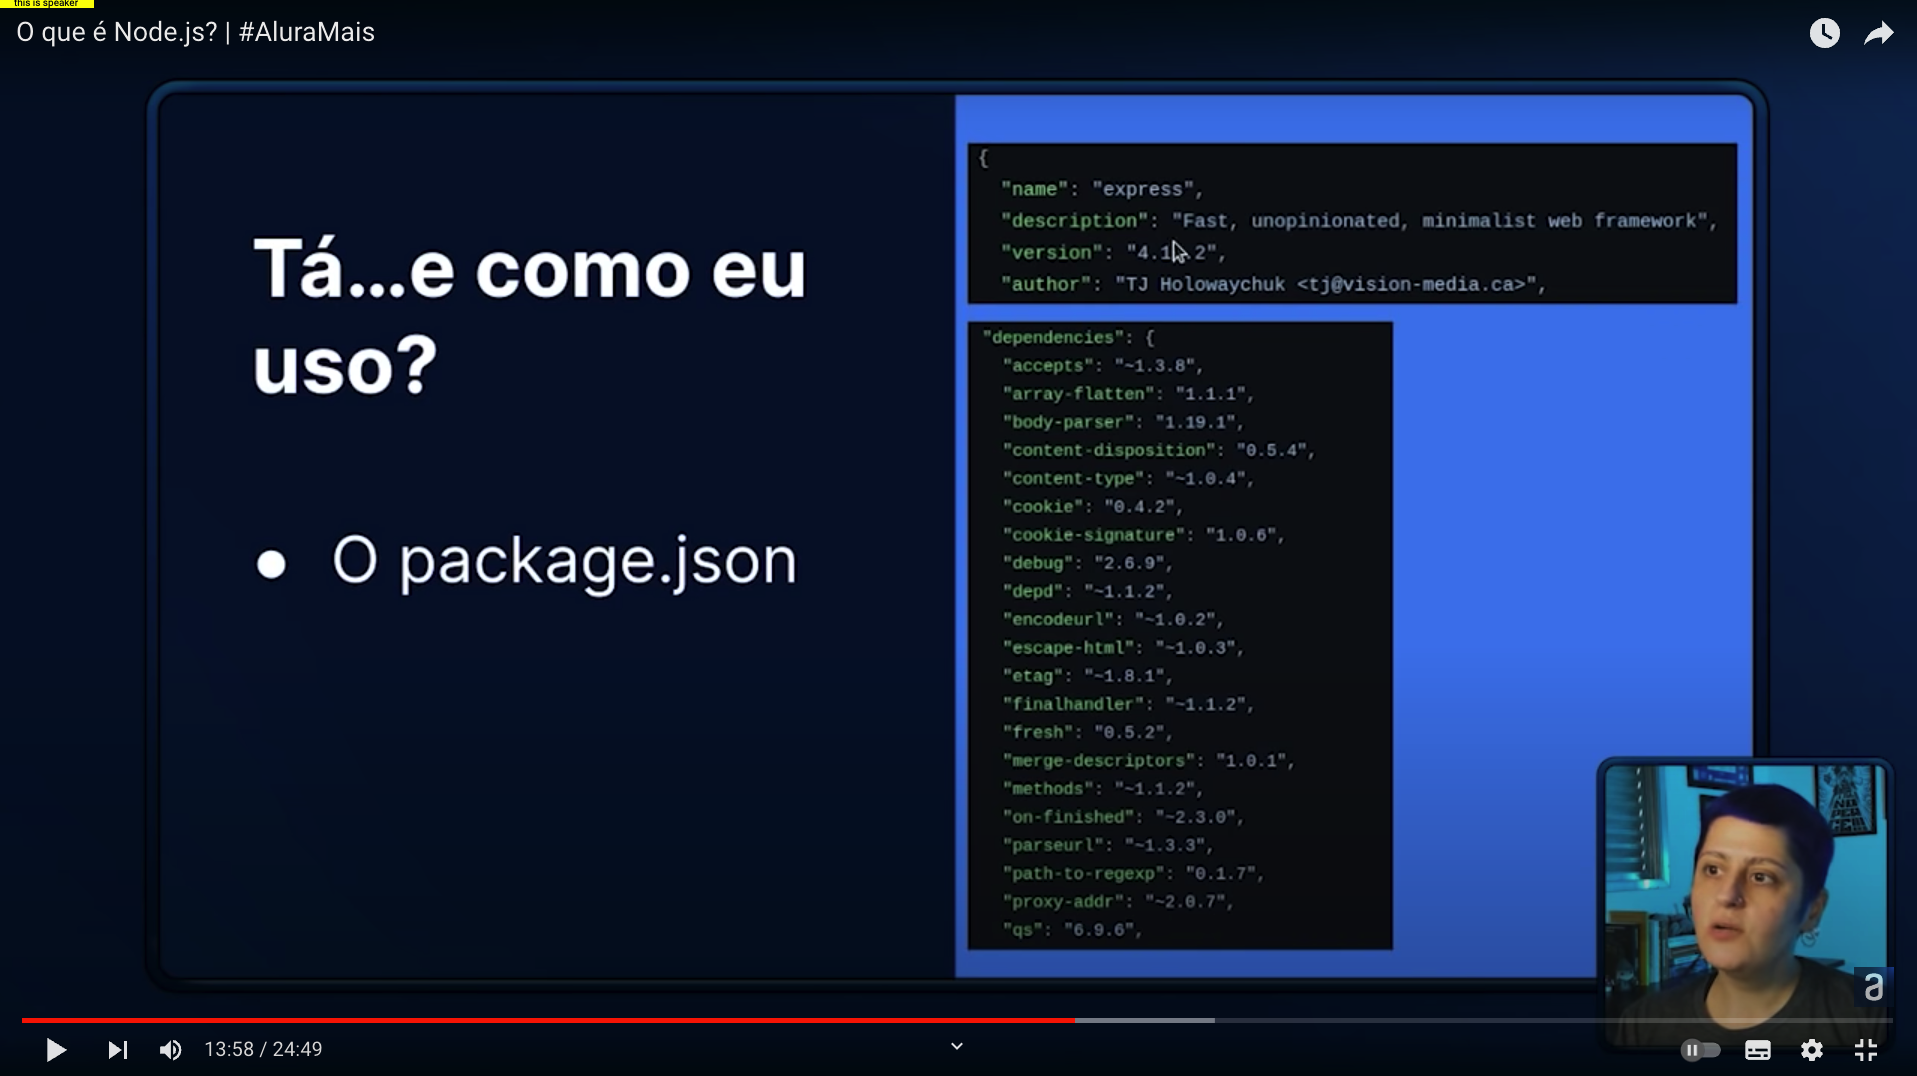 this is speaker
O que é Node.js? | #AluraMais
Tá...e como eu
uso?
● O package.json
{
"name": "express",
"description": "Fast, unopinionated, minimalist web framework",
"version": "4.1 .2",
"author": "TJ Holowaychuk <tj@vision-media.ca>",
"dependencies": {
"accepts": "~1.3.8",
"array-flatten": "1.1.1",
"body-parser": "1.19.1",
"content-disposition": "0.5.4",
"content-type": "~1.0.4",
"cookie": "0.4.2",
"cookie-signature": "1.0.6",
"debug": "2.6.9",
"depd": "~1.1.2",
"encodeurl": "~1.0.2",
"escape-html": "~1.0.3",
"etag": "~1.8.1",
"finalhandler": "~1.1.2",
"fresh": "0.5.2",
"merge-descriptors": "1.0.1",
"methods": "~1.1.2",
"on-finished": "~2.3.0",
"parseurl": "~1.3.3",
"path-to-regexp": "0.1.7",
"proxy-addr": "~2.0.7",
"qs": "6.9.6",
a
13:58 / 24:49